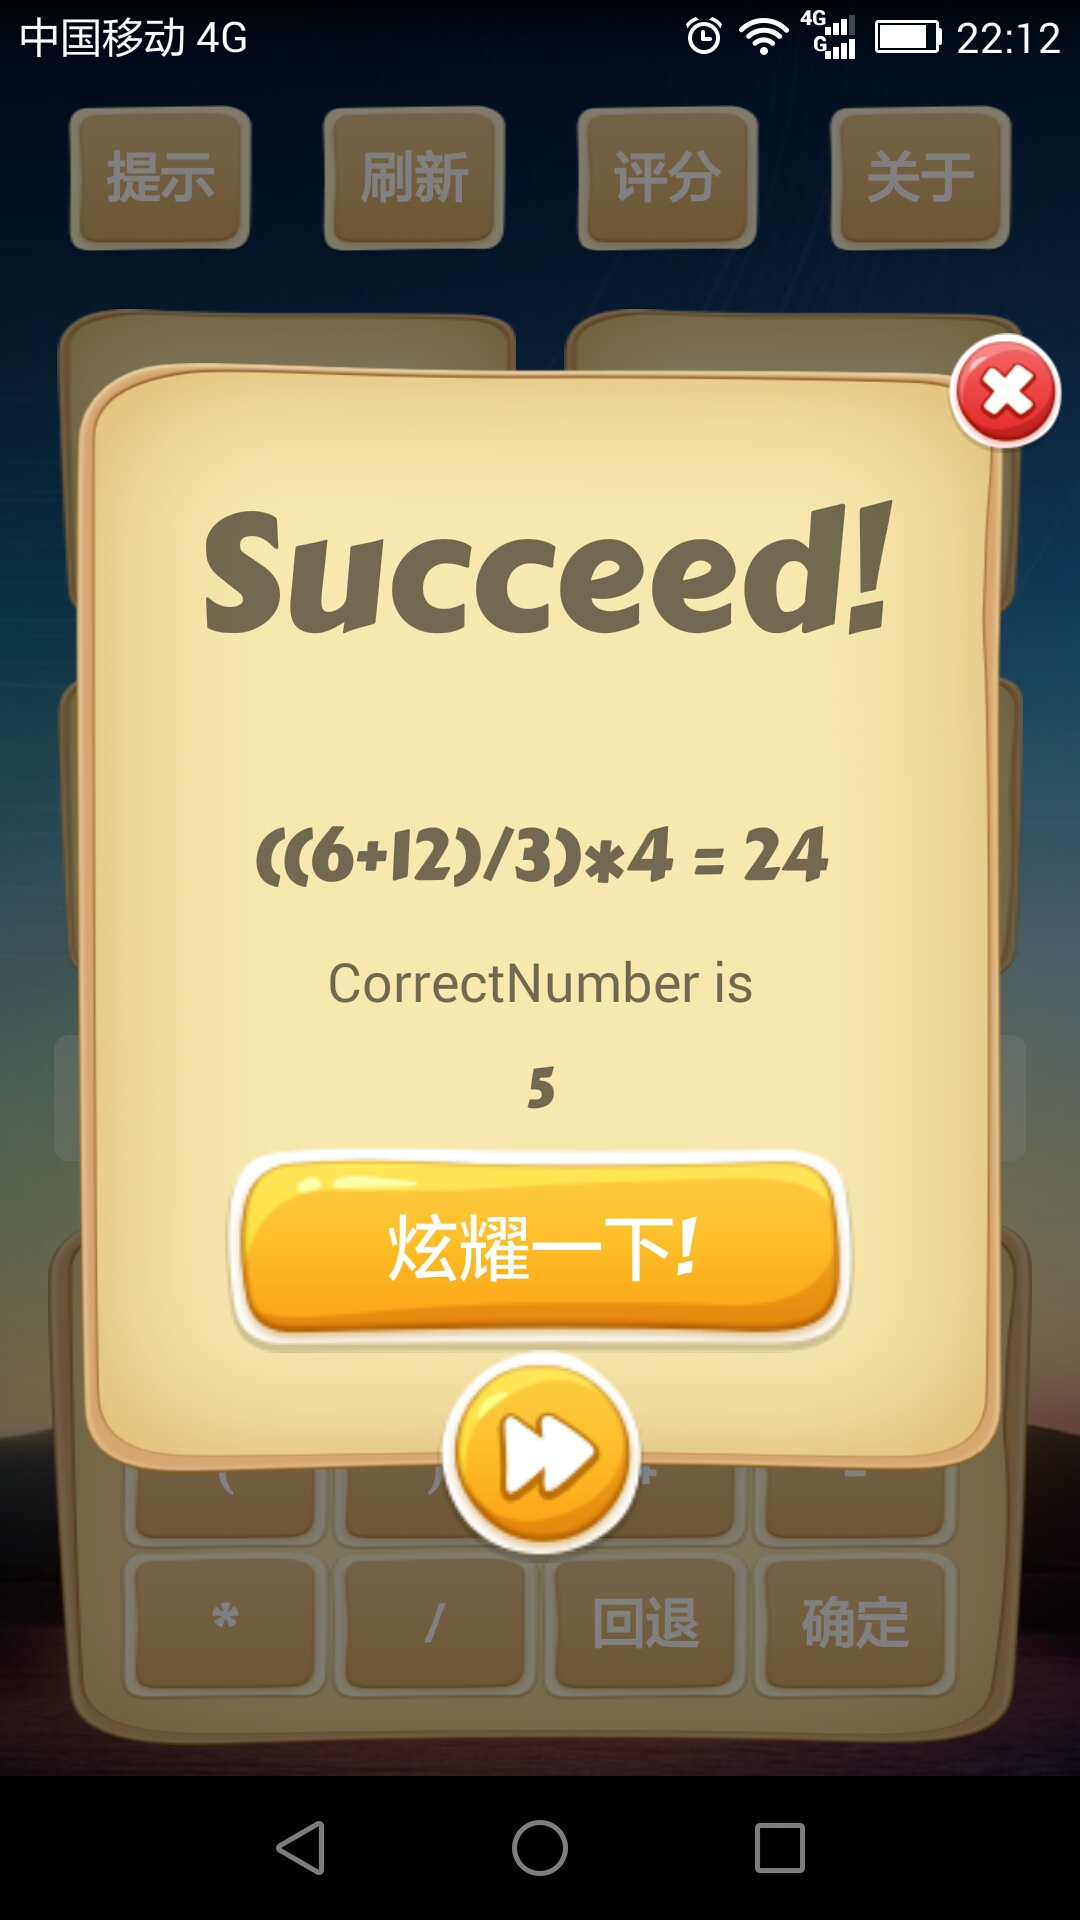 中国移动 4G 4G G 22:12
提示 刷新 评分 关于
Succeed!
((6+12)/3)*4 = 24
CorrectNumber is
5
炫耀一下!
( ) + -
* / 回退 确定